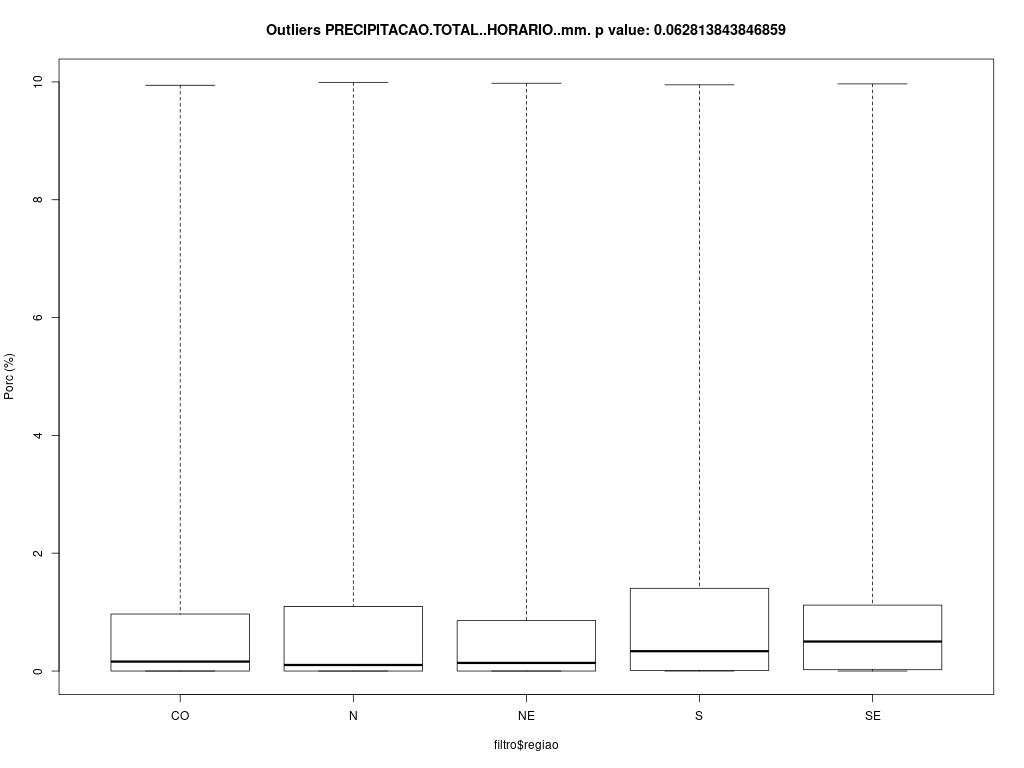 Outliers PRECIPITACAO.TOTAL..HORARIO..mm. p value: 0.062813843846859
Porc (%)
10
8
6
4
2
0
CO N NE S SE
filtro$regiao